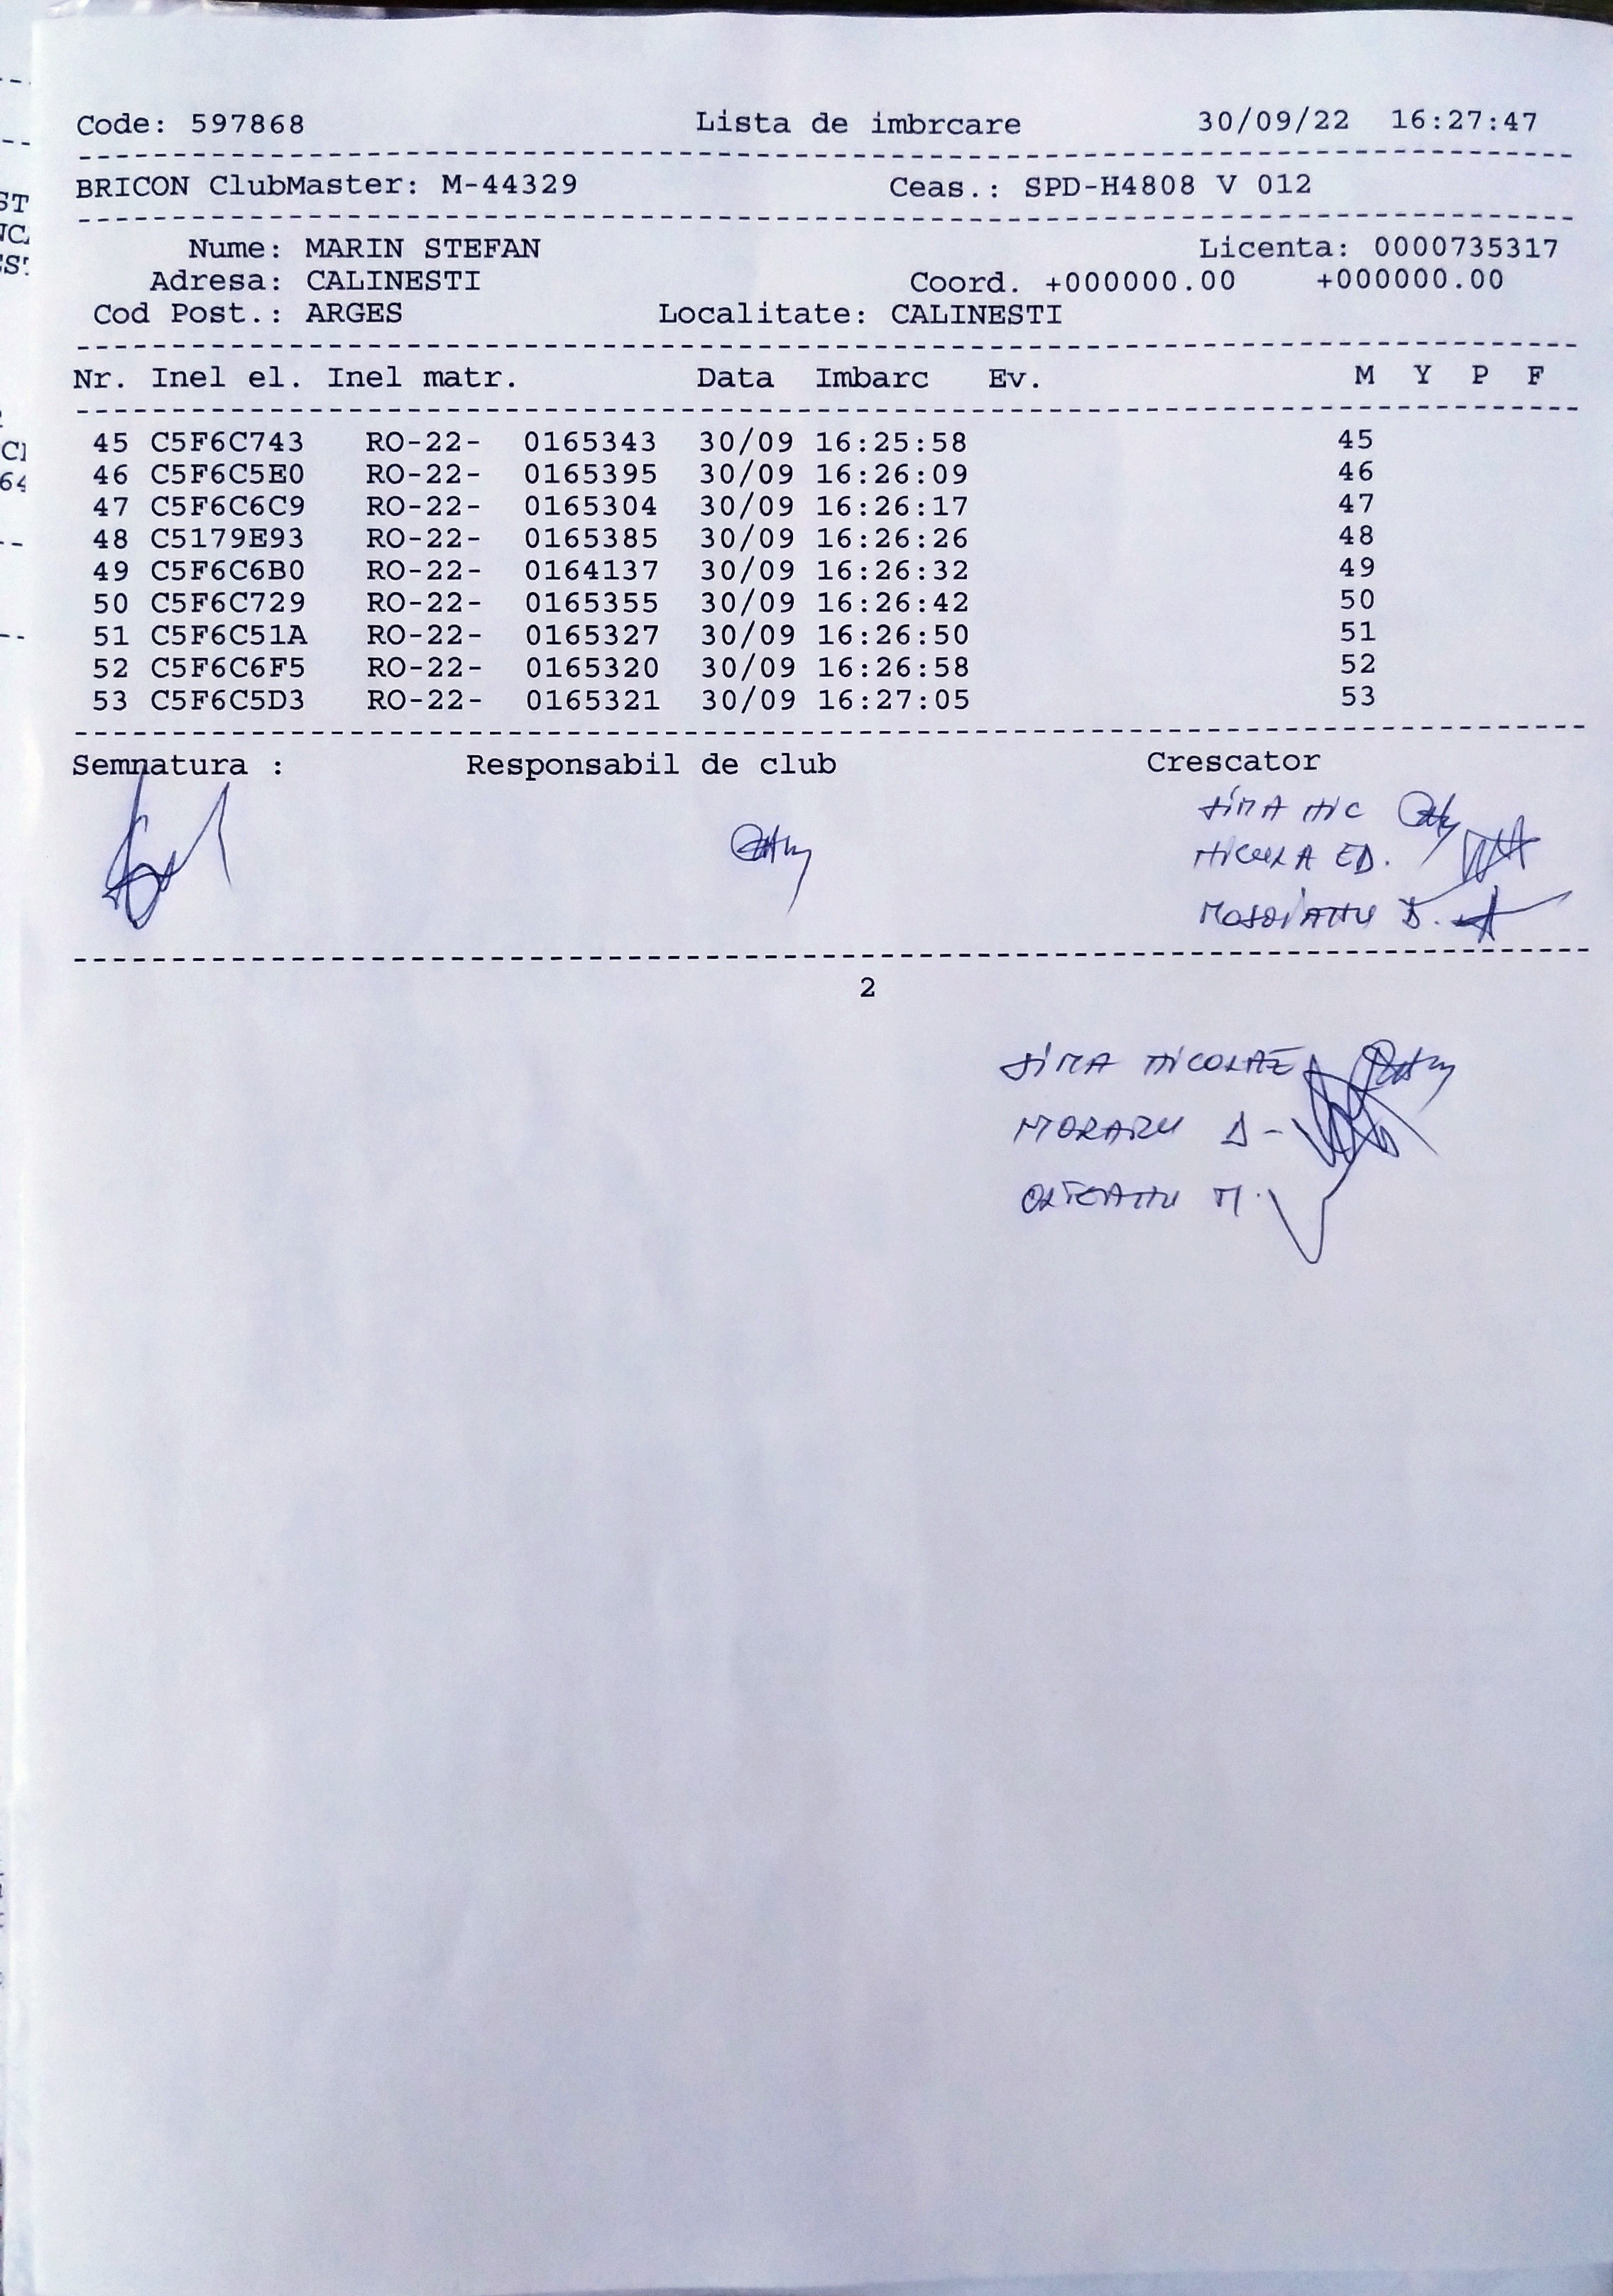 Code: 597868 Lista de imbrcare 30/09/22 16:27:47
BRICON ClubMaster: M-44329 Ceas.: SPD-H4808 V 012
Nume: MARIN STEFAN Licenta: 0000735317
Adresa: CALINESTI Coord. +000000.00 +000000.00
Cod Post.: ARGES Localitate: CALINESTI
Nr. Inel el. Inel matr. Data Imbarc Ev. M Y P F
45 C5F6C743 RO-22- 0165343 30/09 16:25:58 45
46 C5F6C5E0 RO-22- 0165395 30/09 16:26:09 46
47 C5F6C6C9 RO-22- 0165304 30/09 16:26:17 47
48 C5179E93 RO-22- 0165385 30/09 16:26:26 48
49 C5F6C6B0 RO-22- 0164137 30/09 16:26:32 49
50 C5F6C729 RO-22- 0165355 30/09 16:26:42 50
51 C5F6C51A RO-22- 0165327 30/09 16:26:50 51
52 C5F6C6F5 RO-22- 0165320 30/09 16:26:58 52
53 C5F6C5D3 RO-22- 0165321 30/09 16:27:05 53
Semnatura : Responsabil de club Crescator
SIMA NIC
NICULA ED.
2
SIMA NICOLAE
MORARU D-
OLTEANU M.